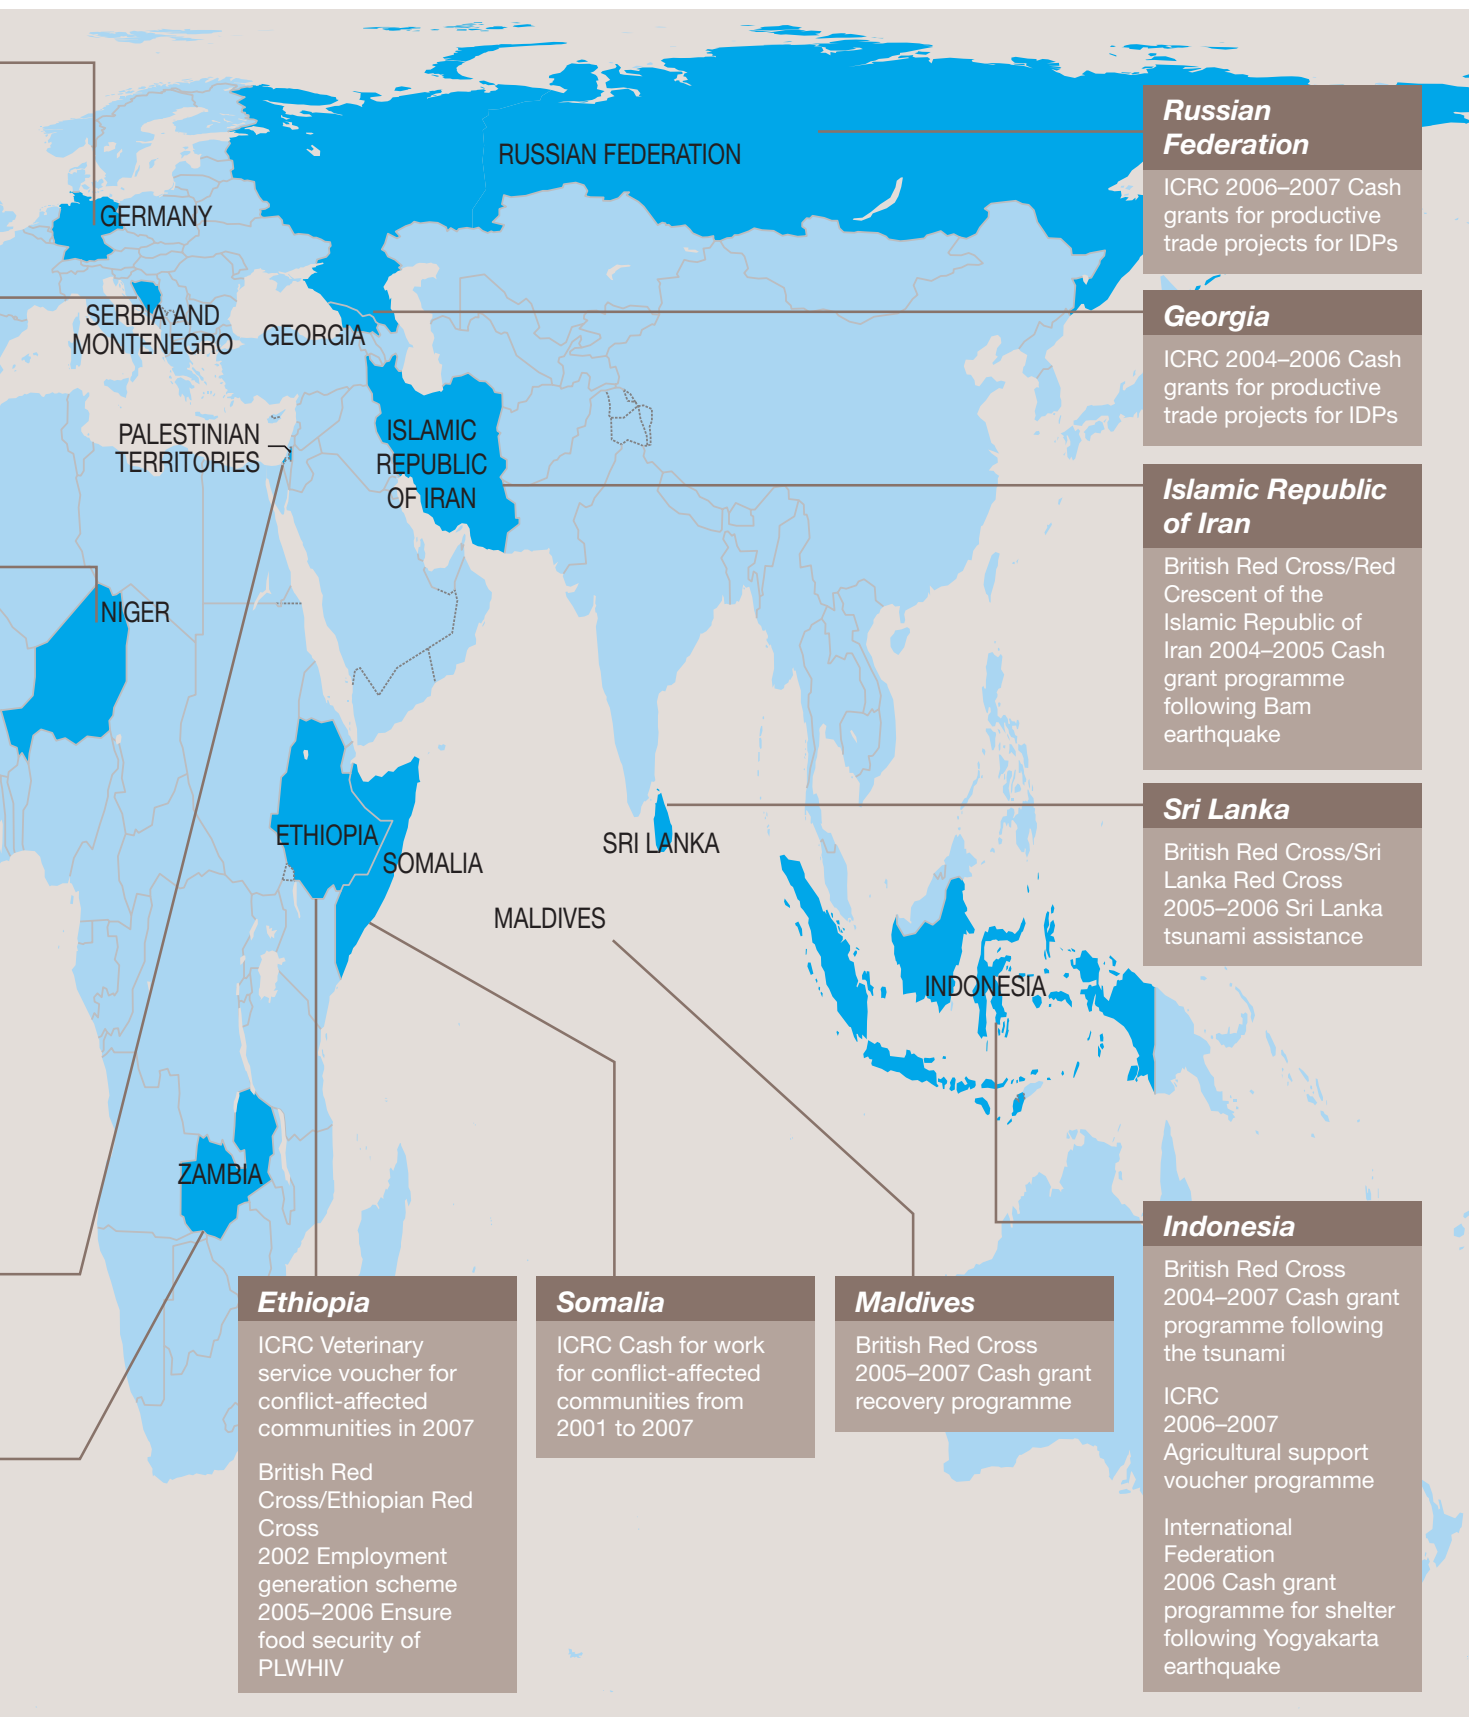 RUSSIAN FEDERATION
GERMANY
SERBIA AND
MONTENEGRO
GEORGIA
PALESTINIAN
TERRITORIES
ISLAMIC
REPUBLIC
OF IRAN
NIGER
ETHIOPIA
SOMALIA
SRI LANKA
MALDIVES
INDONESIA
ZAMBIA
Russian
Federation
ICRC 2006–2007 Cash
grants for productive
trade projects for IDPs
Georgia
ICRC 2004–2006 Cash
grants for productive
trade projects for IDPs
Islamic Republic
of Iran
British Red Cross/Red
Crescent of the
Islamic Republic of
Iran 2004–2005 Cash
grant programme
following Bam
earthquake
Sri Lanka
British Red Cross/Sri
Lanka Red Cross
2005–2006 Sri Lanka
tsunami assistance
Indonesia
British Red Cross
2004–2007 Cash grant
programme following
the tsunami
ICRC
2006–2007
Agricultural support
voucher programme
International
Federation
2006 Cash grant
programme for shelter
following Yogyakarta
earthquake
Ethiopia
ICRC Veterinary
service voucher for
conflict-affected
communities in 2007
British Red
Cross/Ethiopian Red
Cross
2002 Employment
generation scheme
2005–2006 Ensure
food security of
PLWHIV
Somalia
ICRC Cash for work
for conflict-affected
communities from
2001 to 2007
Maldives
British Red Cross
2005–2007 Cash grant
recovery programme